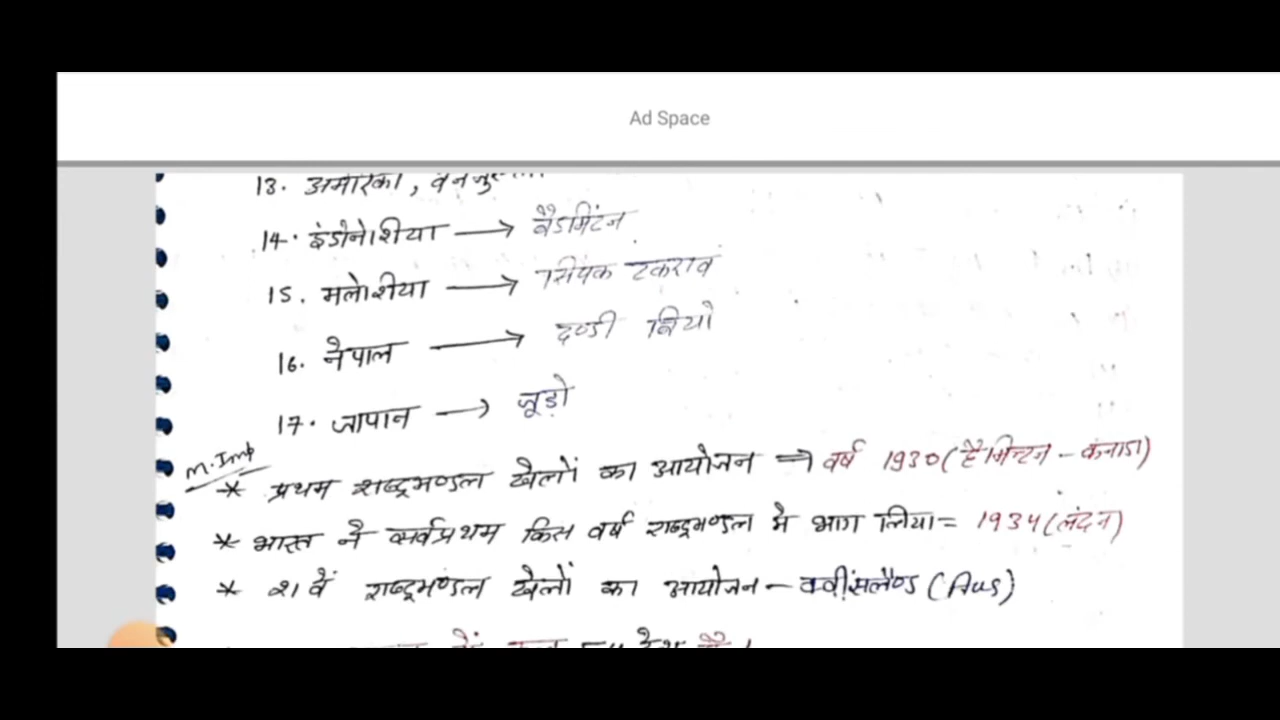 Ad Space
13. अमेरिका,
14. इंडोनेशिया → बैडमिंटन
15. मलेशिया → सिपक टकराव
16. नेपाल → दण्डी बियो
17. जापान → जूडो
M. Imp
* प्रथम राष्ट्रमण्डल खेलों का आयोजन ⇒ वर्ष 1930 (हैमिल्टन - कनाडा)
* भारत ने सर्वप्रथम किस वर्ष राष्ट्रमण्डल मे भाग लिया = 1934 (लंदन)
* 21 वें राष्ट्रमण्डल खेलों का आयोजन - क्वींसलैण्ड (Aus)